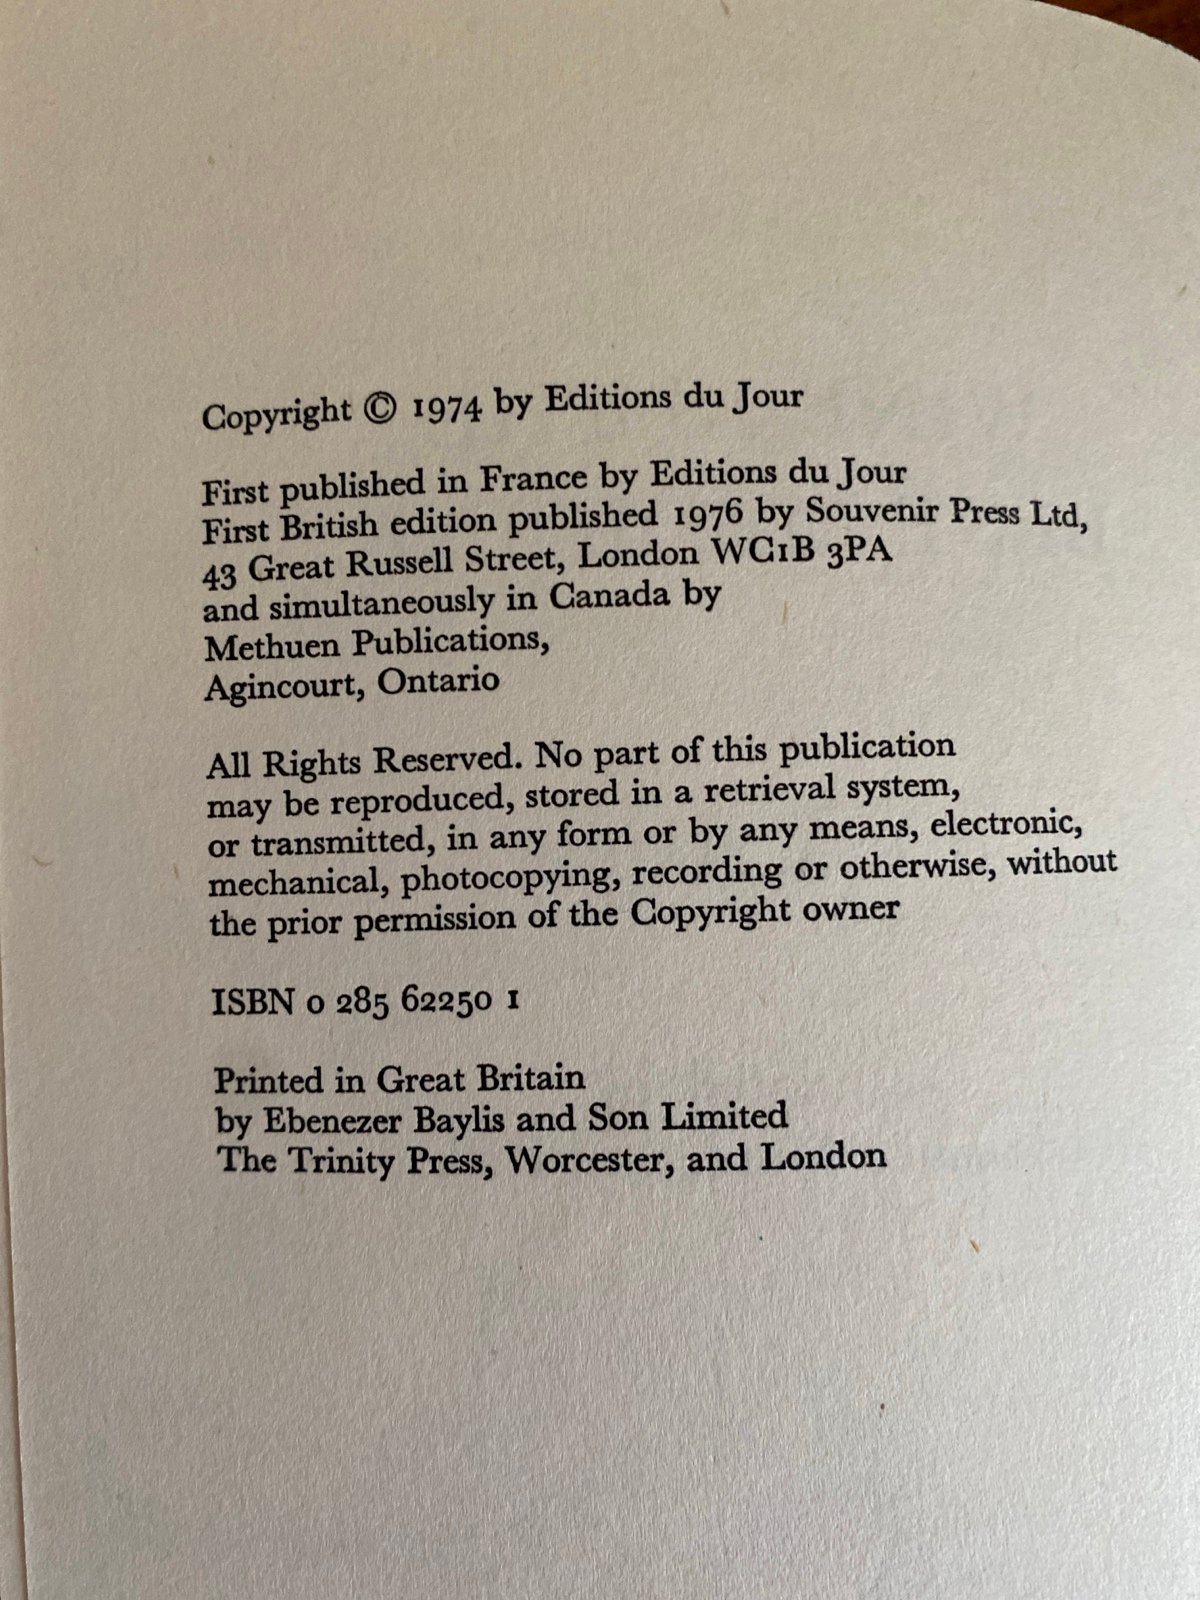 Copyright © 1974 by Editions du Jour
First published in France by Editions du Jour
First British edition published 1976 by Souvenir Press Ltd,
43 Great Russell Street, London WC1B 3PA
and simultaneously in Canada by
Methuen Publications,
Agincourt, Ontario
All Rights Reserved. No part of this publication
may be reproduced, stored in a retrieval system,
or transmitted, in any form or by any means, electronic,
mechanical, photocopying, recording or otherwise, without
the prior permission of the Copyright owner
ISBN 0 285 62250 1
Printed in Great Britain
by Ebenezer Baylis and Son Limited
The Trinity Press, Worcester, and London